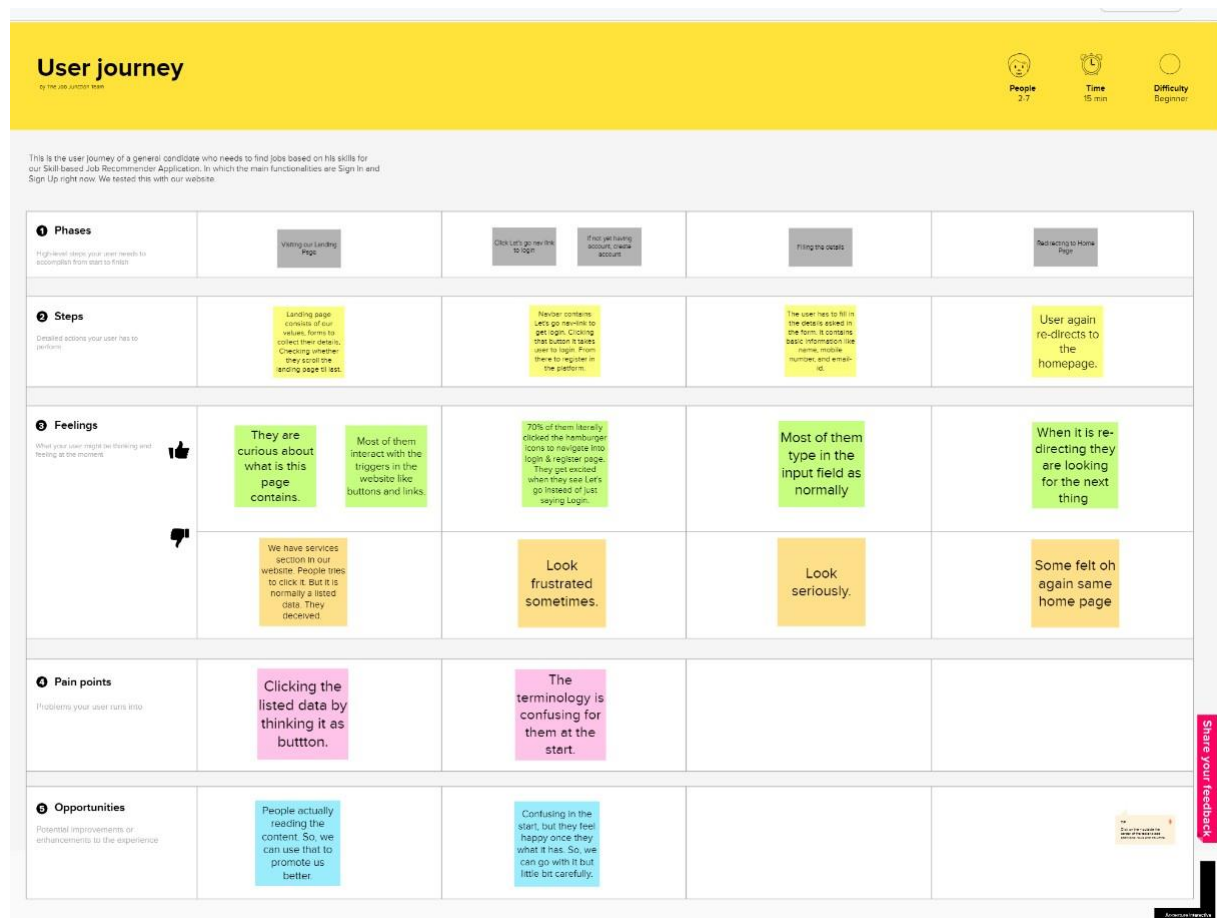 User journey
by The Job Junction Team
People
2-7
Time
15 min
Difficulty
Beginner
This is the user journey of a general candidate who needs to find jobs based on his skills for
our Skill-based Job Recommender Application. In which the main functionalities are Sign In and
Sign Up right now. We tested this with our website.
1 Phases
High-level steps your user needs to
accomplish from start to finish
Visiting our Landing
Page
Click Let's go nav-link
to login
If not yet having
account, create
account
Filling the details
Redirecting to Home
Page
2 Steps
Detailed actions your user has to
perform
Landing page
consists of our
values, forms to
collect their details.
Checking whether
they scroll the
landing page til last.
Navbar contains
Let's go nav-link to
get login. Clicking
that button it takes
user to login. From
there to register in
the platform.
The user has to fill in
the details asked in
the form. It contains
basic information like
name, mobile
number, and email-
id.
User again
re-directs to
the
homepage.
3 Feelings
What your user might be thinking and
feeling at the moment
They are
curious about
what is this
page
contains.
Most of them
interact with the
triggers in the
website like
buttons and links.
70% of them literally
clicked the hamburger
icons to navigate into
login & register page.
They get excited
when they see Let's
go instead of just
saying Login.
Most of them
type in the
input field as
normally
When it is re-
directing they
are looking
for the next
thing
We have services
section in our
website. People tries
to click it. But it is
normally a listed
data. They
deceived.
Look
frustrated
sometimes.
Look
seriously.
Some felt oh
again same
home page
4 Pain points
Problems your user runs into
Clicking the
listed data by
thinking it as
buttton.
The
terminology is
confusing for
them at the
start.
5 Opportunities
Potential improvements or
enhancements to the experience
People actually
reading the
content. So, we
can use that to
promote us
better.
Confusing in the
start, but they feel
happy once they
what it has. So, we
can go with it but
little bit carefully.
Share your feedback